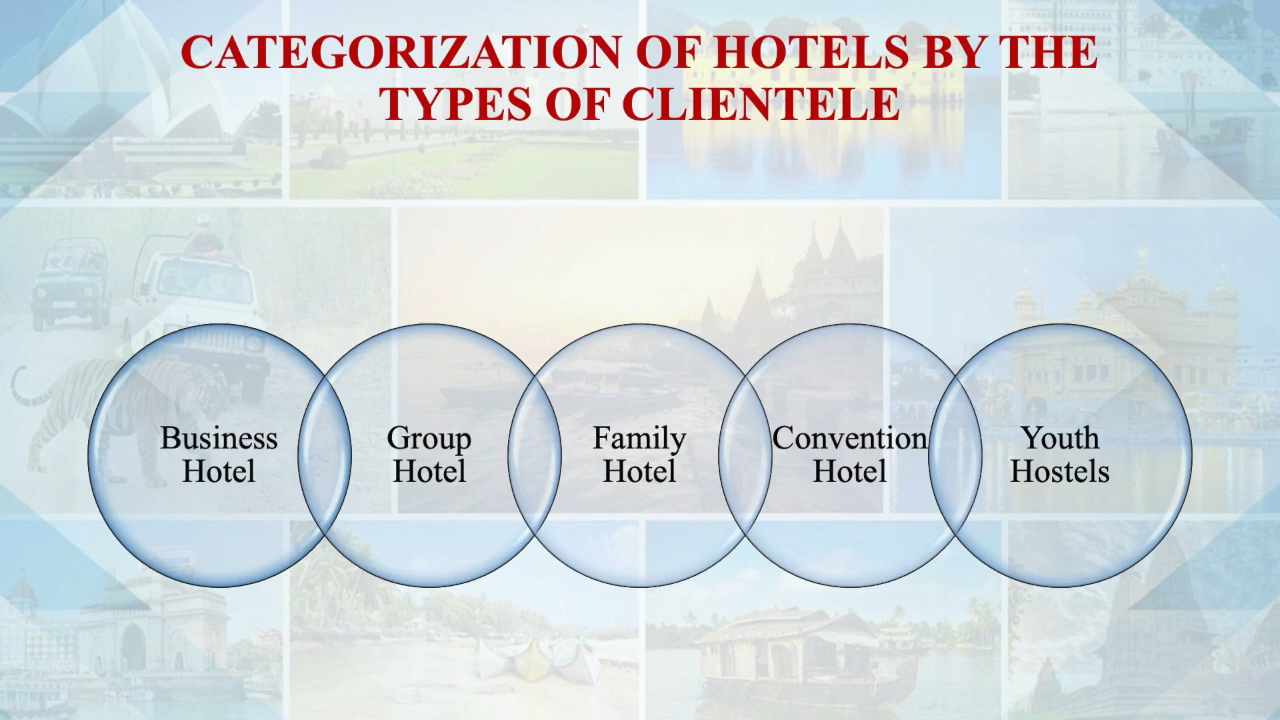 CATEGORIZATION OF HOTELS BY THE
TYPES OF CLIENTELE
Business
Hotel
Group
Hotel
Family
Hotel
Convention
Hotel
Youth
Hostels